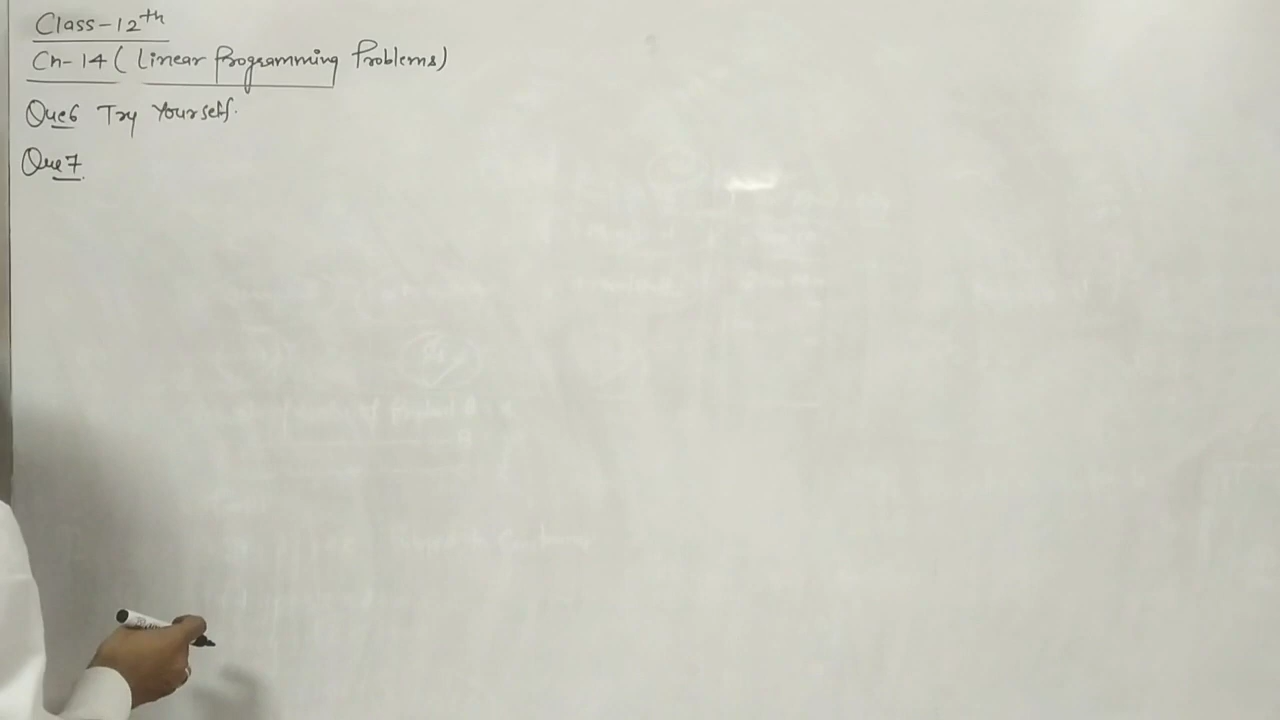 Class-12th
Ch-14 (Linear Programming Problems)
Que6 Try Yourself.
Que7